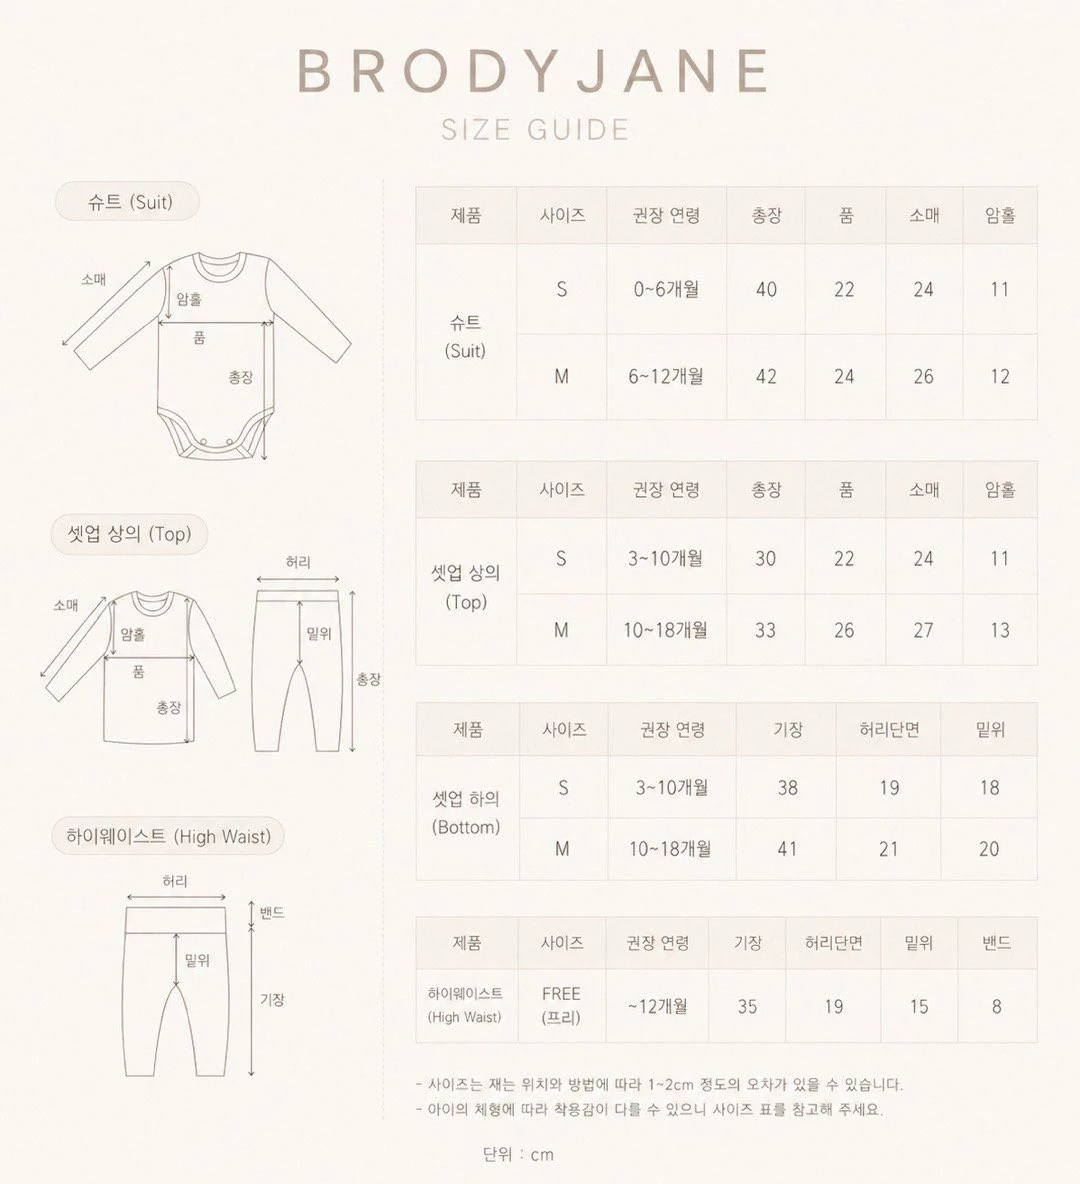 BRODYJANE
SIZE GUIDE
슈트 (Suit)
소매
암홀
품
총장
셋업 상의 (Top)
소매
암홀
품
총장
허리
밑위
총장
하이웨이스트 (High Waist)
허리
밴드
밑위
기장
제품 사이즈 권장 연령 총장 품 소매 암홀
슈트
(Suit)
S 0~6개월 40 22 24 11
M 6~12개월 42 24 26 12
제품 사이즈 권장 연령 총장 품 소매 암홀
셋업 상의
(Top)
S 3~10개월 30 22 24 11
M 10~18개월 33 26 27 13
제품 사이즈 권장 연령 기장 허리단면 밑위
셋업 하의
(Bottom)
S 3~10개월 38 19 18
M 10~18개월 41 21 20
제품 사이즈 권장 연령 기장 허리단면 밑위 밴드
하이웨이스트
(High Waist)
FREE
(프리)
~12개월 35 19 15 8
- 사이즈는 재는 위치와 방법에 따라 1~2cm 정도의 오차가 있을 수 있습니다.
- 아이의 체형에 따라 착용감이 다를 수 있으니 사이즈 표를 참고해 주세요.
단위 : cm